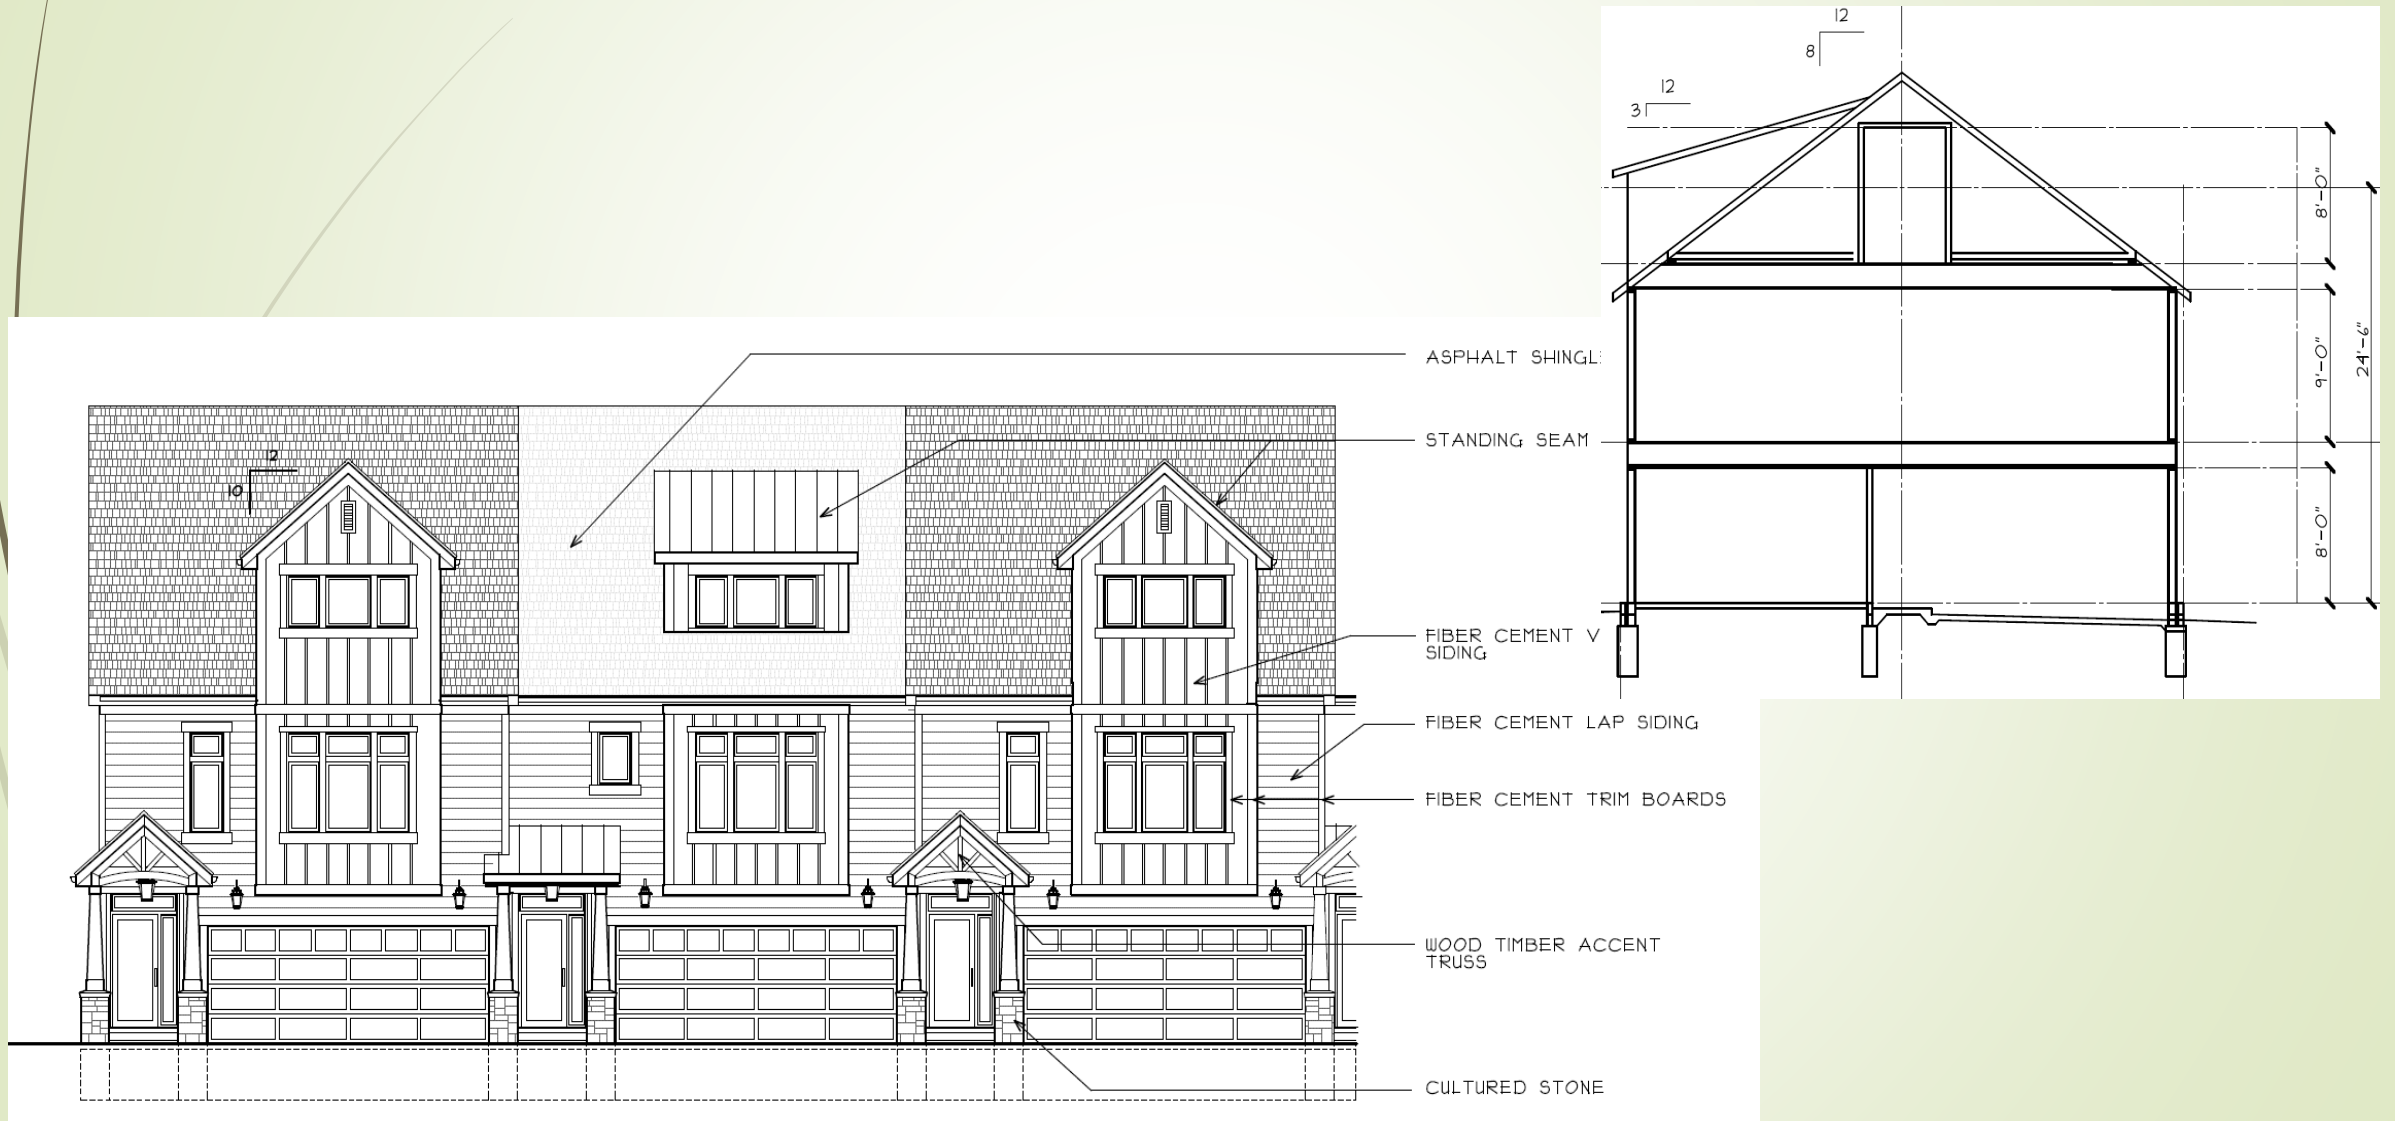 12
8
12
3
8'-0"
9'-0"
24'-6"
8'-0"
ASPHALT SHINGL
STANDING SEAM
12
10
FIBER CEMENT V
SIDING
FIBER CEMENT LAP SIDING
FIBER CEMENT TRIM BOARDS
WOOD TIMBER ACCENT
TRUSS
CULTURED STONE